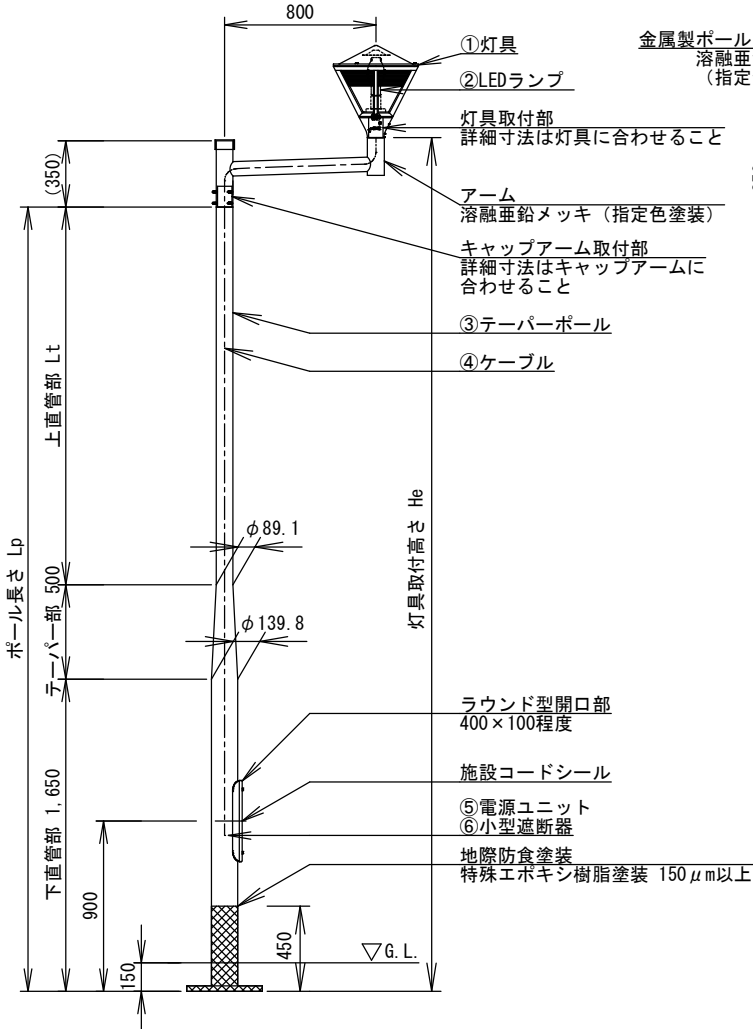 800
①灯具
金属製ポール
溶融亜
（指定
②LEDランプ
灯具取付部
詳細寸法は灯具に合わせること
(350)
アーム
溶融亜鉛メッキ（指定色塗装）
キャップアーム取付部
詳細寸法はキャップアームに
合わせること
③テーパーポール
④ケーブル
上直管部 Lt
灯具取付高さ He
φ89.1
ポール長さ Lp
テーパー部 500
φ139.8
ラウンド型開口部
400×100程度
施設コードシール
⑤電源ユニット
⑥小型遮断器
下直管部 1,650
地際防食塗装
特殊エポキシ樹脂塗装 150μm以上
900
450
▽G.L.
150